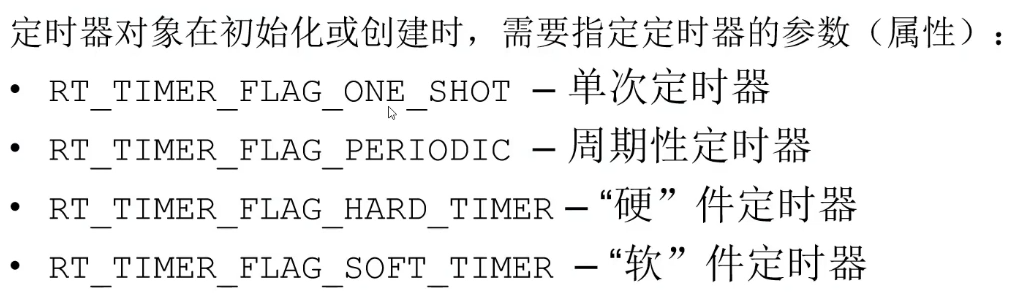 定时器对象在初始化或创建时，需要指定定时器的参数（属性）：
• RT_TIMER_FLAG_ONE_SHOT – 单次定时器
• RT_TIMER_FLAG_PERIODIC – 周期性定时器
• RT_TIMER_FLAG_HARD_TIMER – “硬”件定时器
• RT_TIMER_FLAG_SOFT_TIMER – “软”件定时器